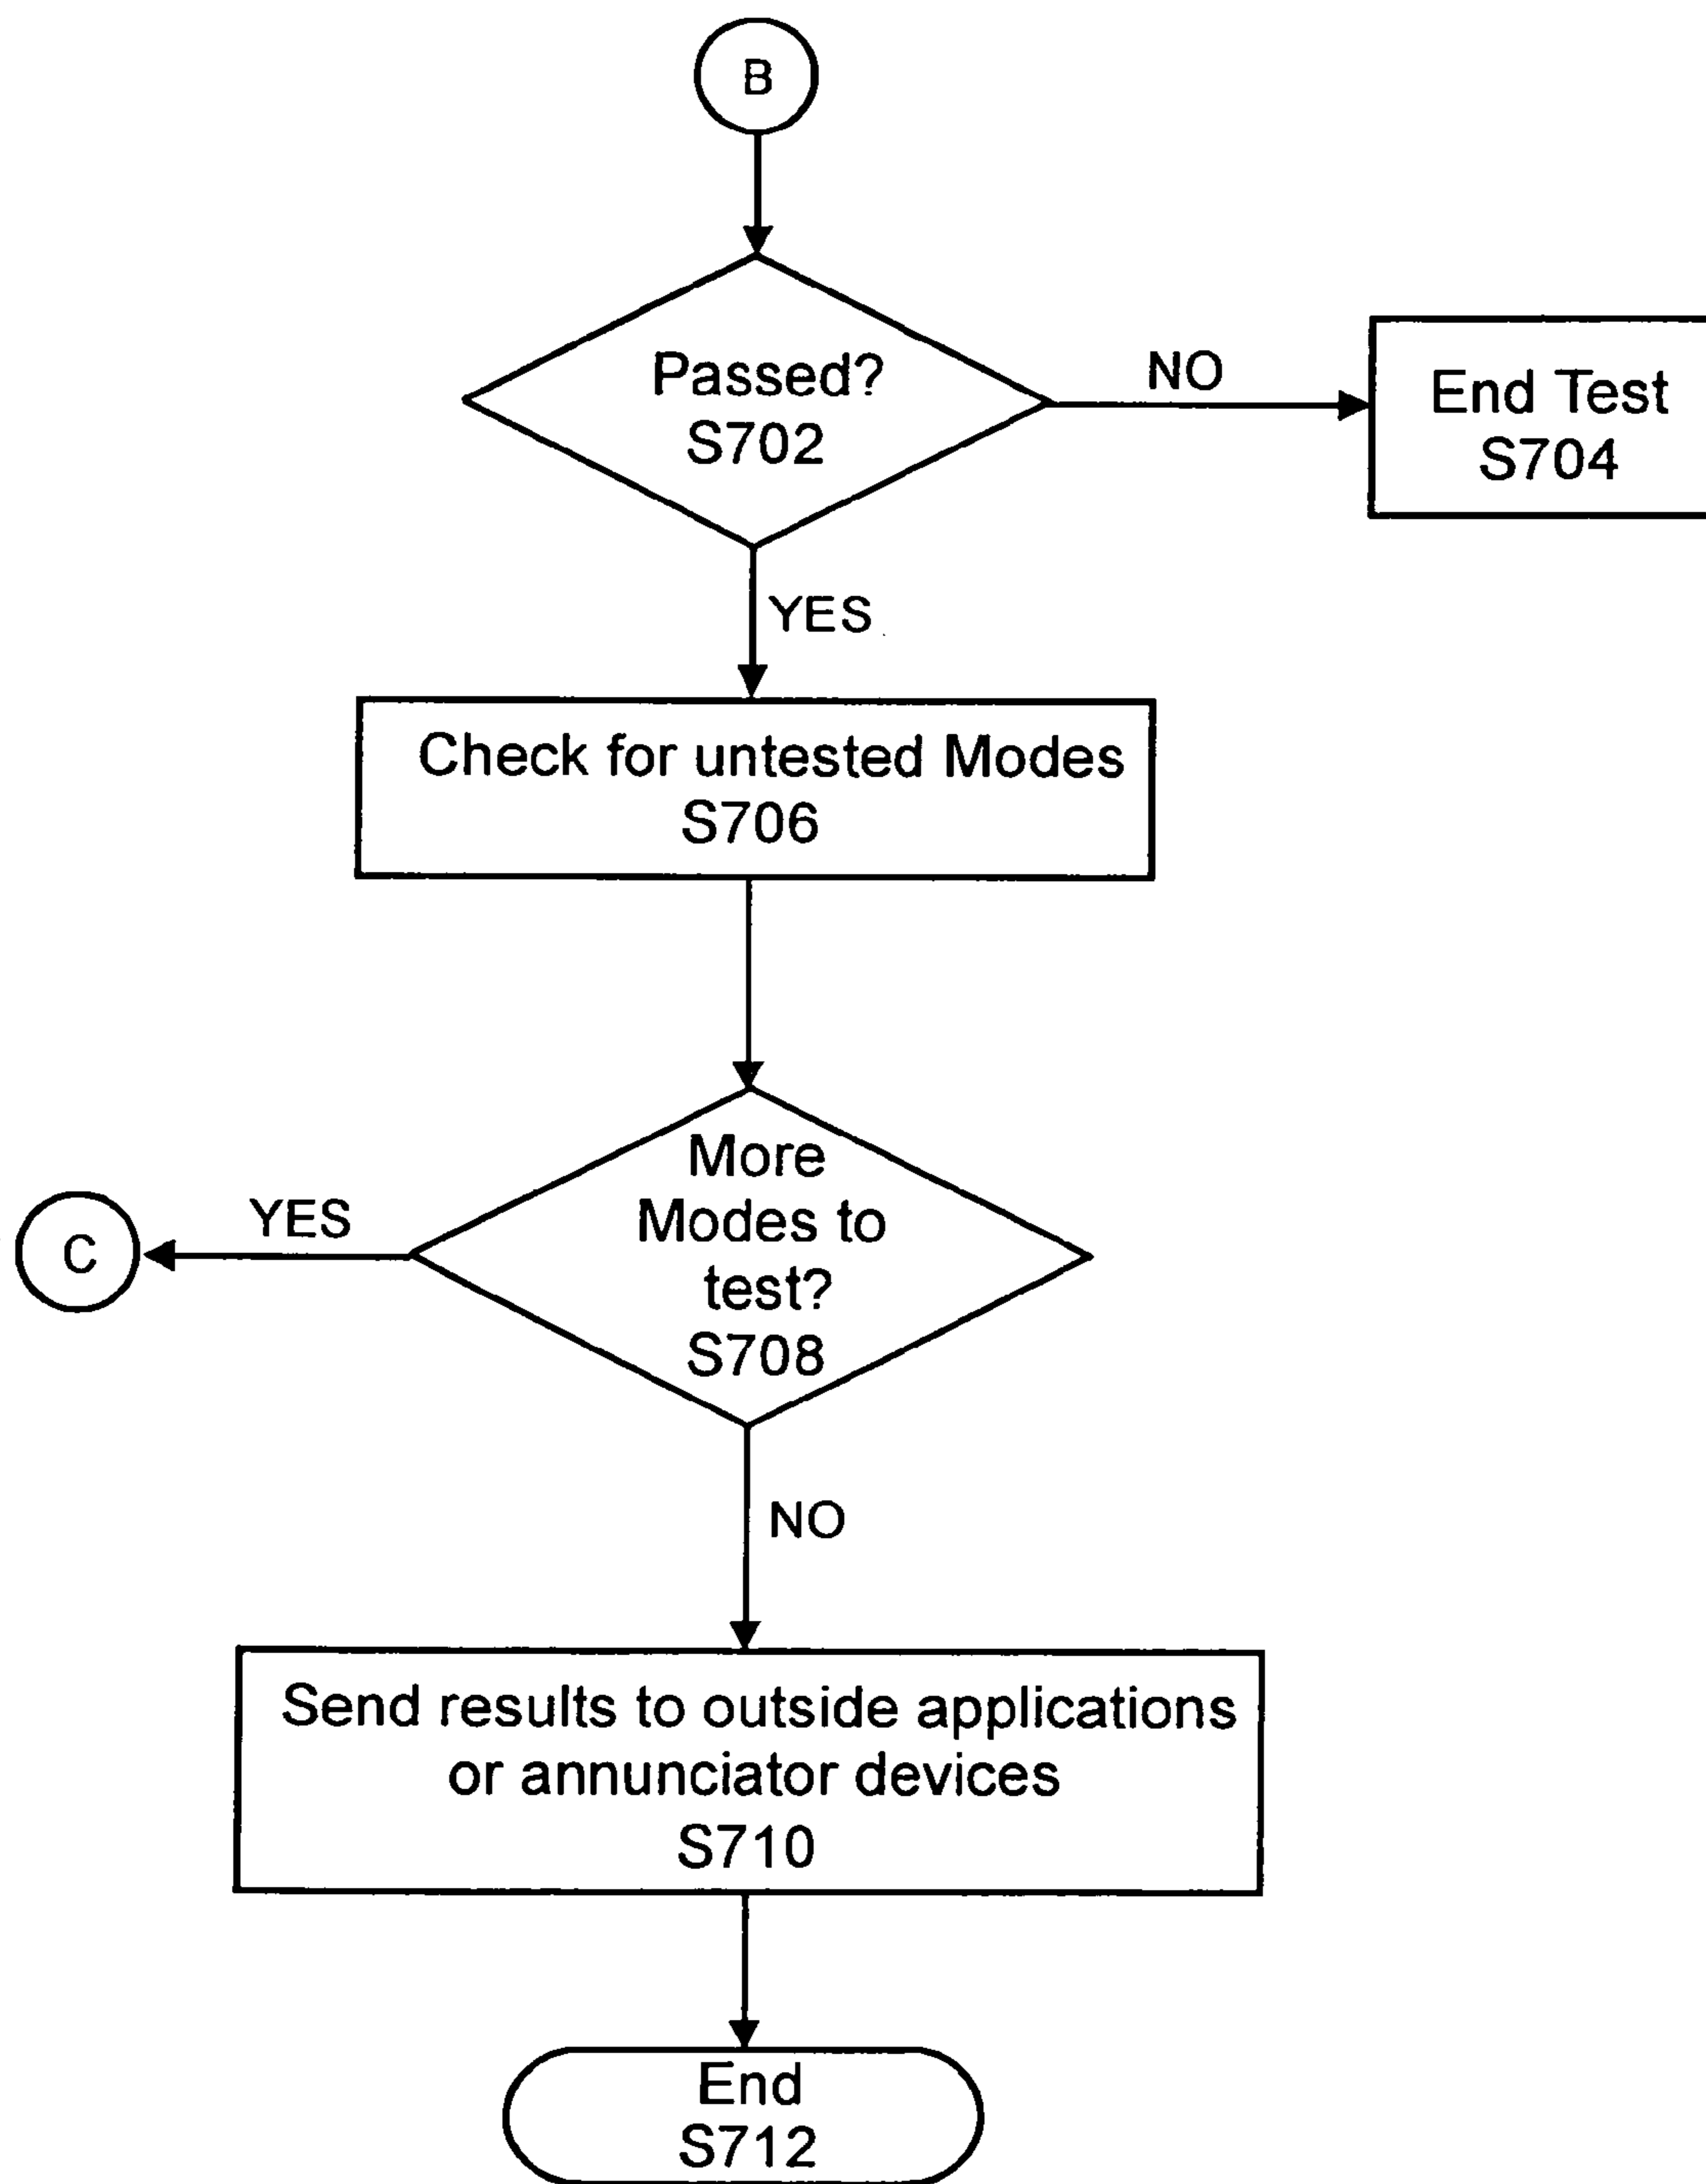 B
Passed?
S702
NO
End Test
S704
YES
Check for untested Modes
S706
More
Modes to
test?
S708
YES
C
NO
Send results to outside applications
or annunciator devices
S710
End
S712